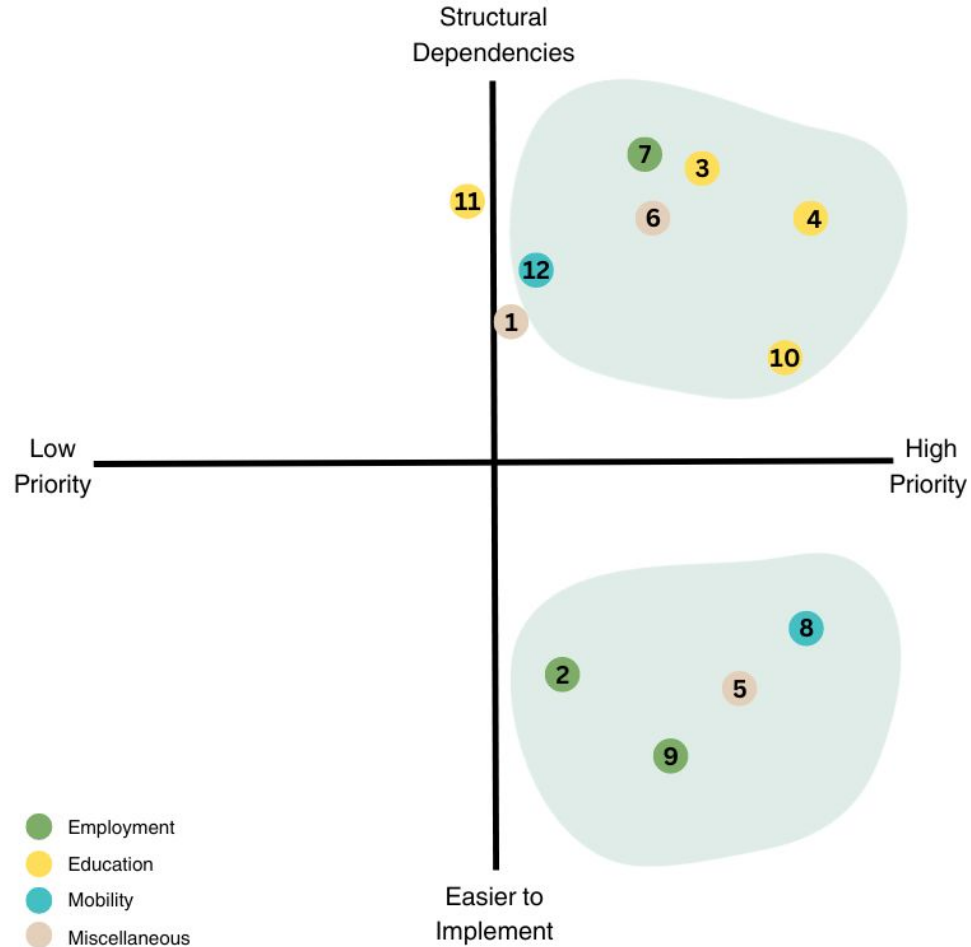 Structural
Dependencies
7
3
11
6
4
12
1
10
Low
Priority
High
Priority
8
2
5
9
Employment
Education
Mobility
Miscellaneous
Easier to
Implement